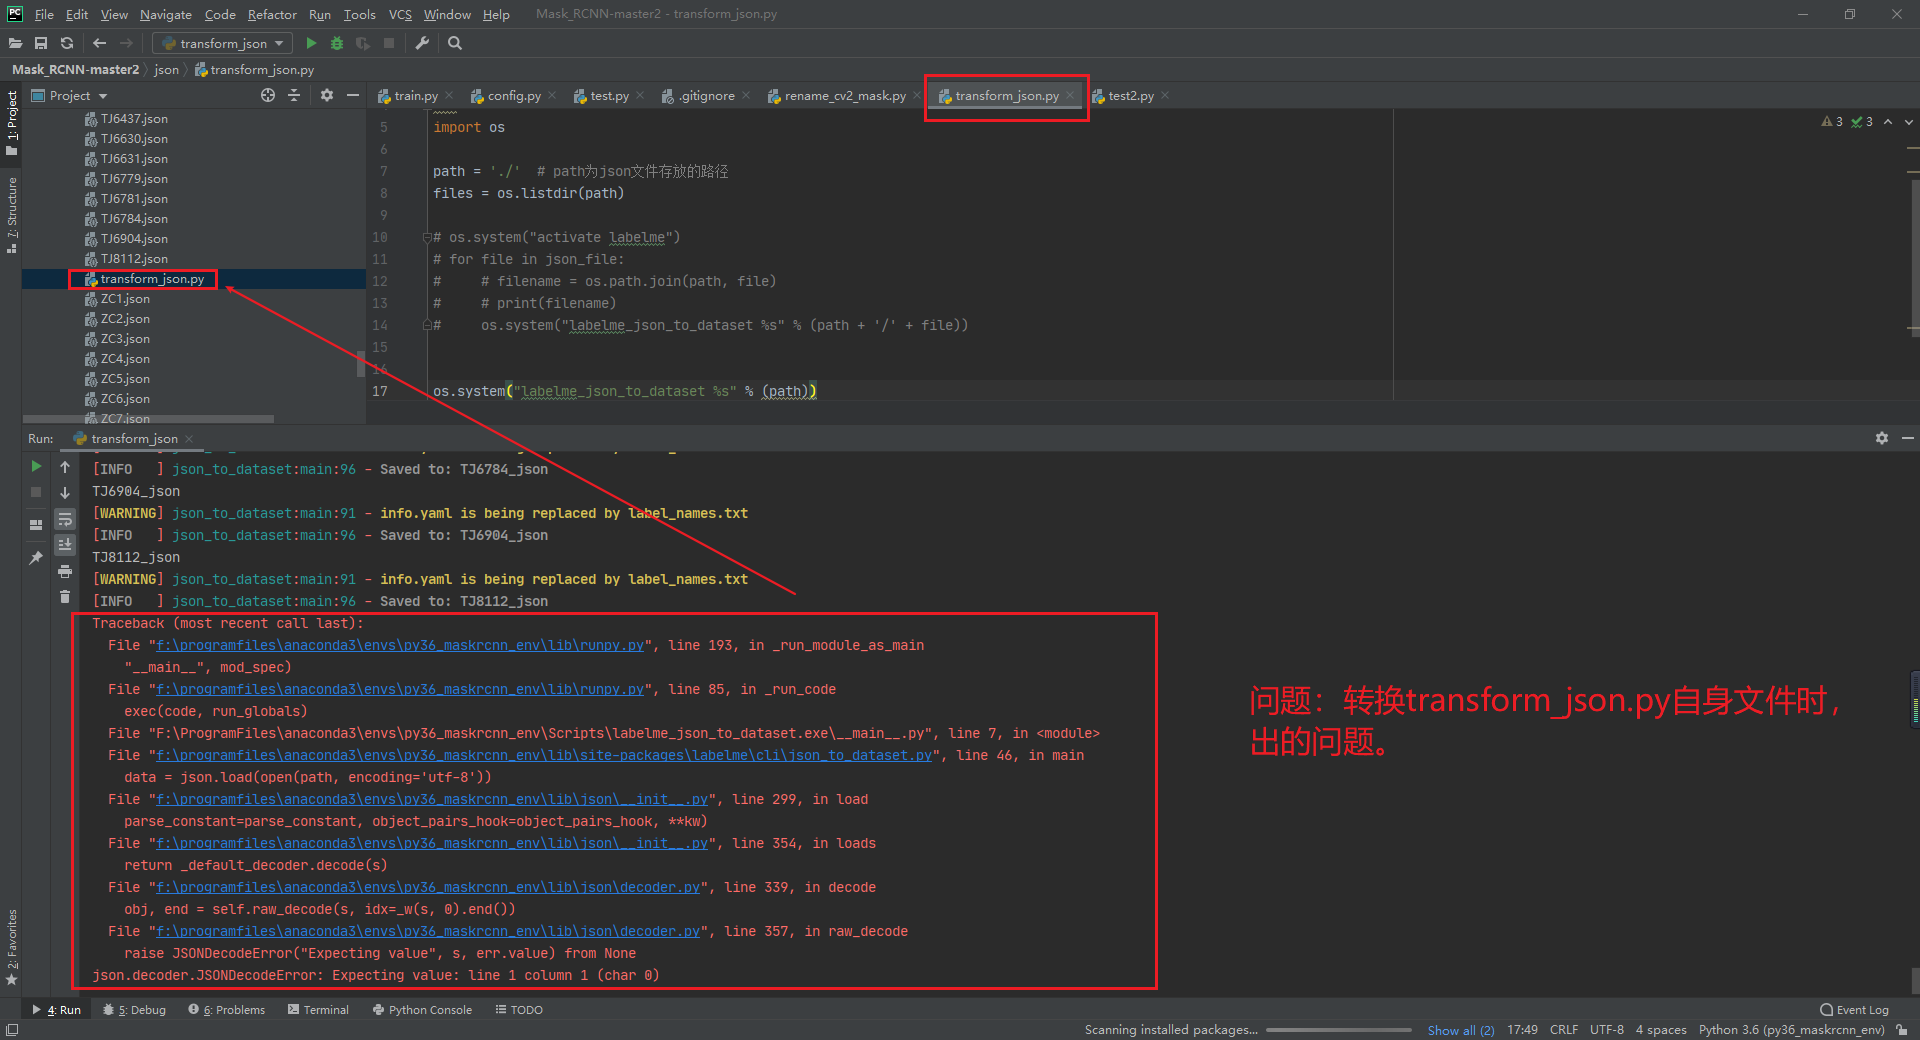 File Edit View Navigate Code Refactor Run Tools VCS Window Help Mask_RCNN-master2 - transform_json.py
transform_json
Mask_RCNN-master2 json transform_json.py
Project train.py config.py test.py .gitignore rename_cv2_mask.py transform_json.py test2.py
1: Project
7: Structure
2: Favorites
TJ6437.json
TJ6630.json
TJ6631.json
TJ6779.json
TJ6781.json
TJ6784.json
TJ6904.json
TJ8112.json
transform_json.py
ZC1.json
ZC2.json
ZC3.json
ZC4.json
ZC5.json
ZC6.json
ZC7.json
3 3
5 import os
6
7 path = './' # path为json文件存放的路径
8 files = os.listdir(path)
9
10 # os.system("activate labelme")
11 # for file in json_file:
12 # # filename = os.path.join(path, file)
13 # # print(filename)
14 # os.system("labelme_json_to_dataset %s" % (path + '/' + file))
15
16
17 os.system("labelme_json_to_dataset %s" % (path))
Run: transform_json
[INFO ] json_to_dataset:main:96 - Saved to: TJ6784_json
TJ6904_json
[WARNING] json_to_dataset:main:91 - info.yaml is being replaced by label_names.txt
[INFO ] json_to_dataset:main:96 - Saved to: TJ6904_json
TJ8112_json
[WARNING] json_to_dataset:main:91 - info.yaml is being replaced by label_names.txt
[INFO ] json_to_dataset:main:96 - Saved to: TJ8112_json
Traceback (most recent call last):
File "f:\programfiles\anaconda3\envs\py36_maskrcnn_env\lib\runpy.py", line 193, in _run_module_as_main
"__main__", mod_spec)
File "f:\programfiles\anaconda3\envs\py36_maskrcnn_env\lib\runpy.py", line 85, in _run_code
exec(code, run_globals)
File "F:\ProgramFiles\anaconda3\envs\py36_maskrcnn_env\Scripts\labelme_json_to_dataset.exe\__main__.py", line 7, in <module>
File "f:\programfiles\anaconda3\envs\py36_maskrcnn_env\lib\site-packages\labelme\cli\json_to_dataset.py", line 46, in main
data = json.load(open(path, encoding='utf-8'))
File "f:\programfiles\anaconda3\envs\py36_maskrcnn_env\lib\json\__init__.py", line 299, in load
parse_constant=parse_constant, object_pairs_hook=object_pairs_hook, **kw)
File "f:\programfiles\anaconda3\envs\py36_maskrcnn_env\lib\json\__init__.py", line 354, in loads
return _default_decoder.decode(s)
File "f:\programfiles\anaconda3\envs\py36_maskrcnn_env\lib\json\decoder.py", line 339, in decode
obj, end = self.raw_decode(s, idx=_w(s, 0).end())
File "f:\programfiles\anaconda3\envs\py36_maskrcnn_env\lib\json\decoder.py", line 357, in raw_decode
raise JSONDecodeError("Expecting value", s, err.value) from None
json.decoder.JSONDecodeError: Expecting value: line 1 column 1 (char 0)
问题：转换transform_json.py自身文件时，
出的问题。
4: Run 5: Debug 6: Problems Terminal Python Console TODO Event Log
Scanning installed packages... Show all (2) 17:49 CRLF UTF-8 4 spaces Python 3.6 (py36_maskrcnn_env)